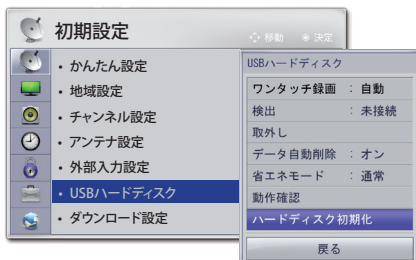 初期設定
移動 決定
・かんたん設定
・地域設定
・チャンネル設定
・アンテナ設定
・外部入力設定
・USBハードディスク
・ダウンロード設定
USBハードディスク
ワンタッチ録画 : 自動
検出 : 未接続
取外し
データ自動削除 : オン
省エネモード : 通常
動作確認
ハードディスク初期化
戻る